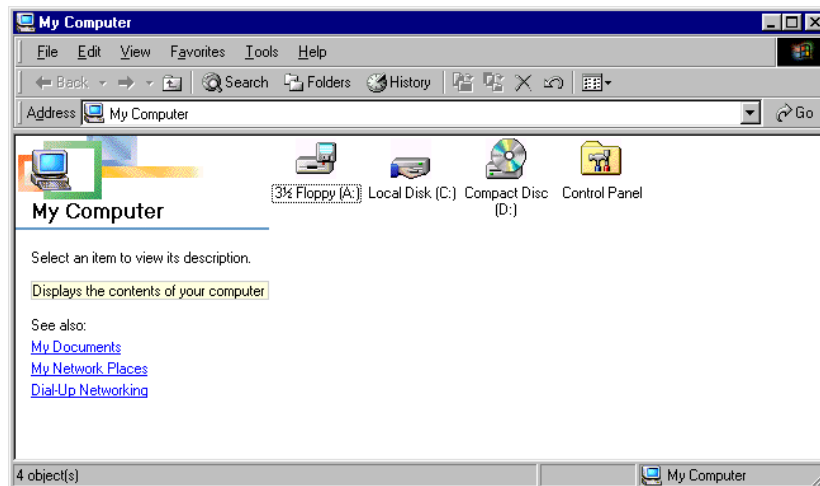 My Computer
File Edit View Favorites Tools Help
Back Search Folders History
Address My Computer Go
3½ Floppy (A:) Local Disk (C:) Compact Disc (D:) Control Panel
My Computer
Select an item to view its description.
Displays the contents of your computer
See also:
My Documents
My Network Places
Dial-Up Networking
4 object(s) My Computer